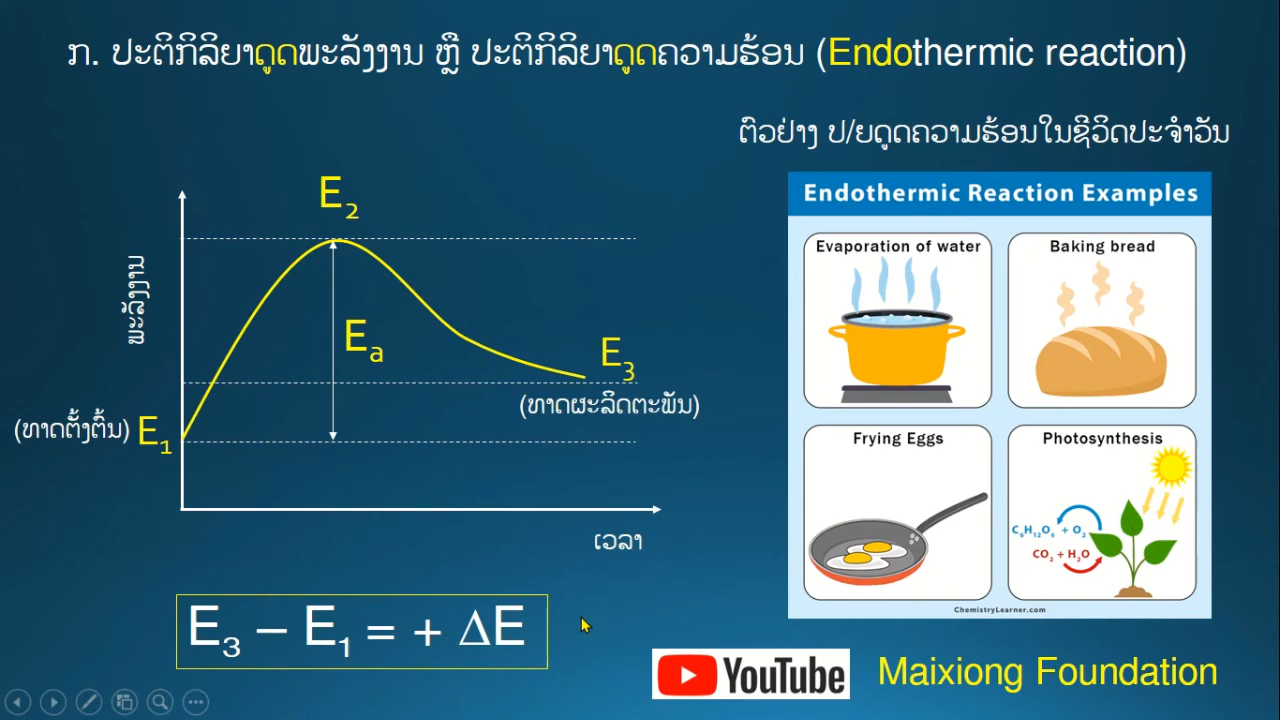 ກ. ປະຕິກິລິຍາດູດພະລັງງານ ຫຼື ປະຕິກິລິຍາດູດຄວາມຮ້ອນ (Endothermic reaction)
ຕົວຢ່າງ ປ/ຍດູດຄວາມຮ້ອນໃນຊີວິດປະຈຳວັນ
E₂
ພະລັງງານ
Eₐ
E₃
(ທາດຜະລິດຕະພັນ)
(ທາດຕັ້ງຕົ້ນ) E₁
ເວລາ
E₃ – E₁ = + ΔE
Endothermic Reaction Examples
Evaporation of water
Baking bread
Frying Eggs
Photosynthesis
C₆H₁₂O₆ + O₂
CO₂ + H₂O
ChemistryLearner.com
YouTube
Maixiong Foundation